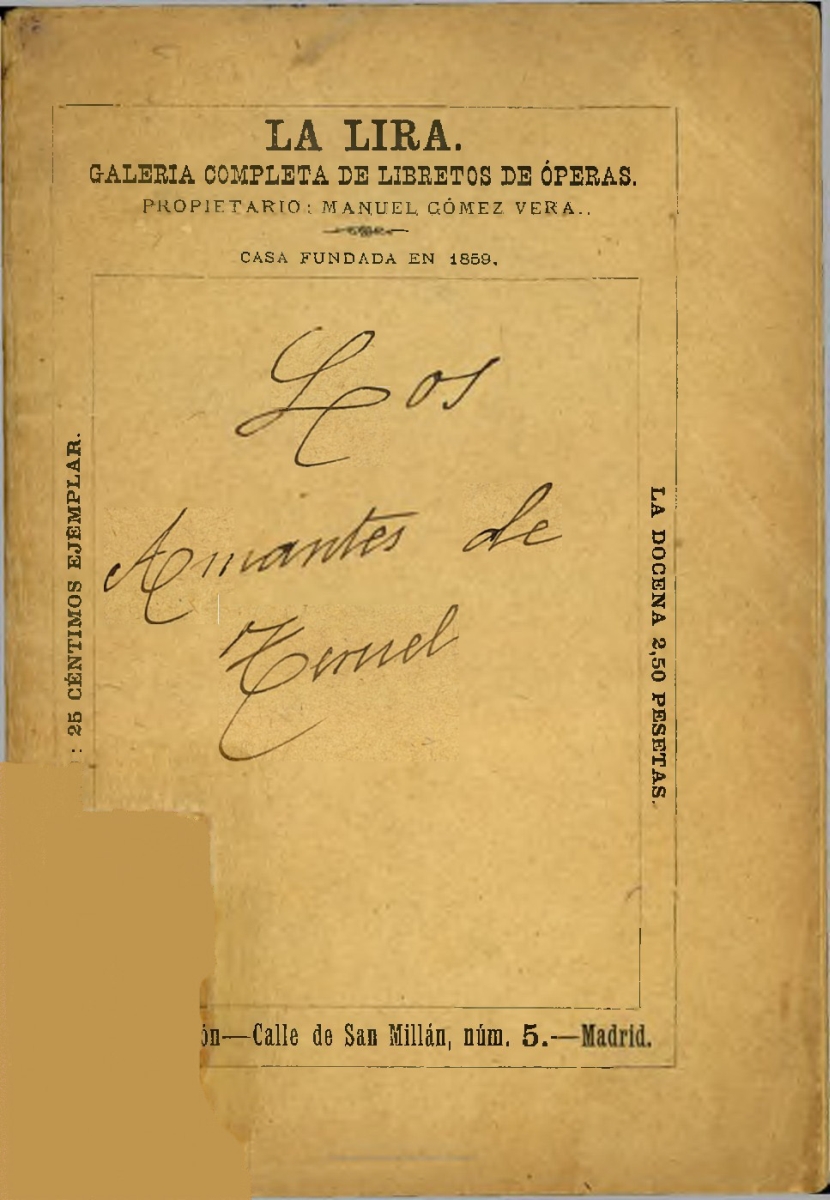 LA LIRA.
GALERIA COMPLETA DE LIBRETOS DE ÓPERAS.
PROPIETARIO: MANUEL GÓMEZ VERA..
CASA FUNDADA EN 1859.
Los
Amantes de
Teruel
: 25 CÉNTIMOS EJEMPLAR.
LA DOCENA 2,50 PESETAS.
ón—Calle de San Millán, núm. 5.—Madrid.